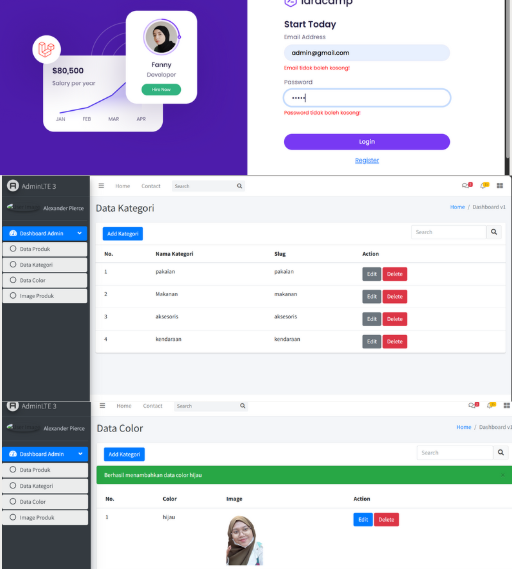 laracamp
Start Today
Email Address
admin@gmail.com
Email tidak boleh kosong!
Password
•••••
Password tidak boleh kosong!
Login
Register
Fanny
Developer
Hire Now
$80,500
Salary per year
JAN FEB MAR APR
AdminLTE 3
Home Contact Search
Alexander Pierce
Data Kategori
Home / Dashboard v1
Dashboard Admin
Data Produk
Data Kategori
Data Color
Image Produk
Add Kategori
Search
No. Nama Kategori Slug Action
1 pakaian pakaian Edit Delete
2 Makanan makanan Edit Delete
3 aksesoris aksesoris Edit Delete
4 kendaraan kendaraan Edit Delete
AdminLTE 3
Home Contact Search
Alexander Pierce
Data Color
Home / Dashboard v1
Dashboard Admin
Data Produk
Data Kategori
Data Color
Image Produk
Add Kategori
Search
Berhasil menambahkan data color hijau
No. Color Image Action
1 hijau Edit Delete